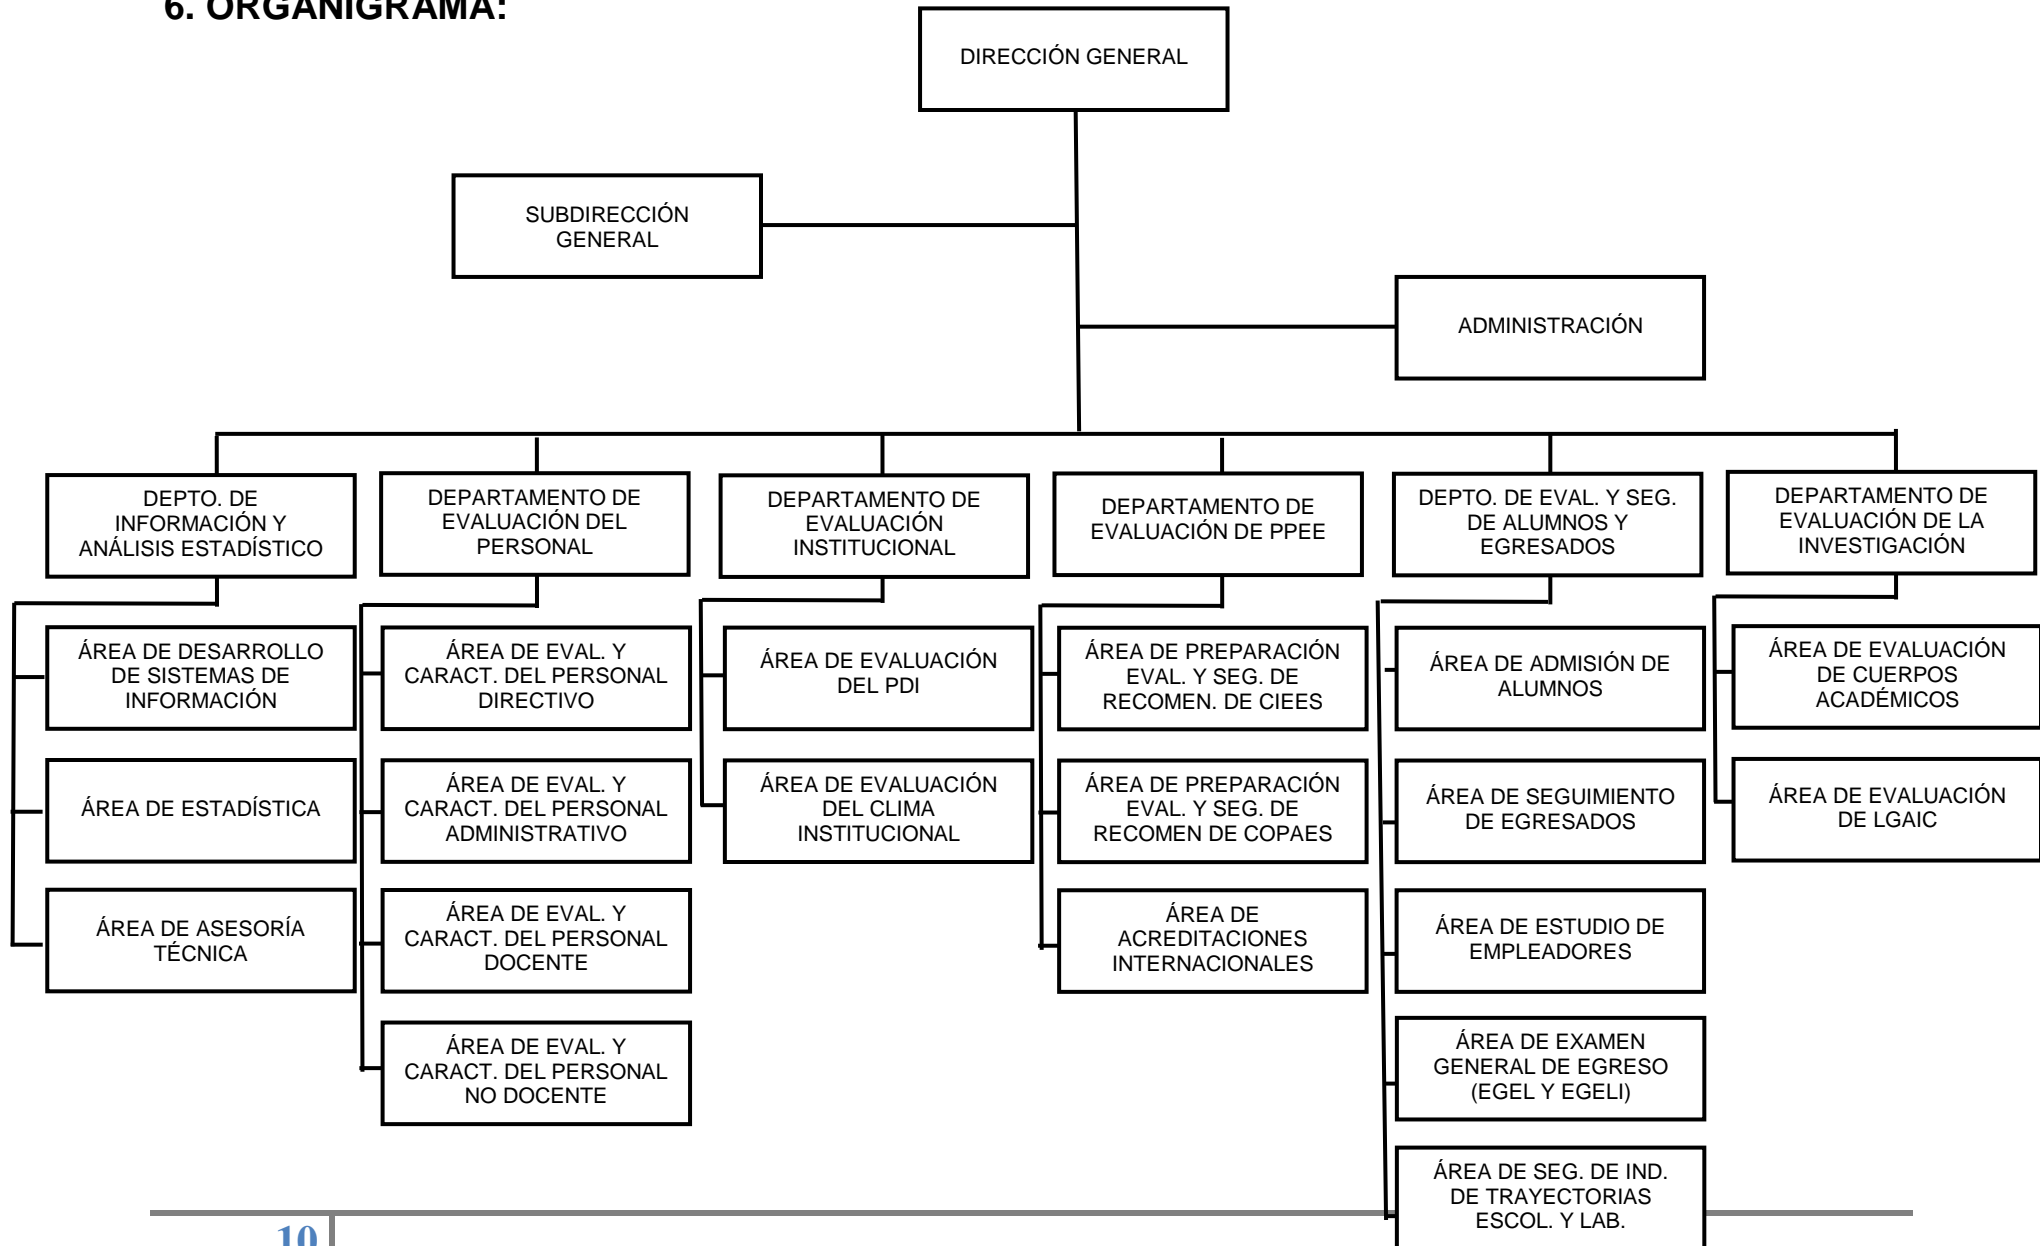 6. ORGANIGRAMA:
DIRECCIÓN GENERAL
SUBDIRECCIÓN
GENERAL
ADMINISTRACIÓN
DEPTO. DE
INFORMACIÓN Y
ANÁLISIS ESTADÍSTICO
DEPARTAMENTO DE
EVALUACIÓN DEL
PERSONAL
DEPARTAMENTO DE
EVALUACIÓN
INSTITUCIONAL
DEPARTAMENTO DE
EVALUACIÓN DE PPEE
DEPTO. DE EVAL. Y SEG.
DE ALUMNOS Y
EGRESADOS
DEPARTAMENTO DE
EVALUACIÓN DE LA
INVESTIGACIÓN
ÁREA DE DESARROLLO
DE SISTEMAS DE
INFORMACIÓN
ÁREA DE EVAL. Y
CARACT. DEL PERSONAL
DIRECTIVO
ÁREA DE EVALUACIÓN
DEL PDI
ÁREA DE PREPARACIÓN
EVAL. Y SEG. DE
RECOMEN. DE CIEES
ÁREA DE ADMISIÓN DE
ALUMNOS
ÁREA DE EVALUACIÓN
DE CUERPOS
ACADÉMICOS
ÁREA DE ESTADÍSTICA
ÁREA DE EVAL. Y
CARACT. DEL PERSONAL
ADMINISTRATIVO
ÁREA DE EVALUACIÓN
DEL CLIMA
INSTITUCIONAL
ÁREA DE PREPARACIÓN
EVAL. Y SEG. DE
RECOMEN DE COPAES
ÁREA DE SEGUIMIENTO
DE EGRESADOS
ÁREA DE EVALUACIÓN
DE LGAIC
ÁREA DE ASESORÍA
TÉCNICA
ÁREA DE EVAL. Y
CARACT. DEL PERSONAL
DOCENTE
ÁREA DE
ACREDITACIONES
INTERNACIONALES
ÁREA DE ESTUDIO DE
EMPLEADORES
ÁREA DE EVAL. Y
CARACT. DEL PERSONAL
NO DOCENTE
ÁREA DE EXAMEN
GENERAL DE EGRESO
(EGEL Y EGELI)
ÁREA DE SEG. DE IND.
DE TRAYECTORIAS
ESCOL. Y LAB.
10